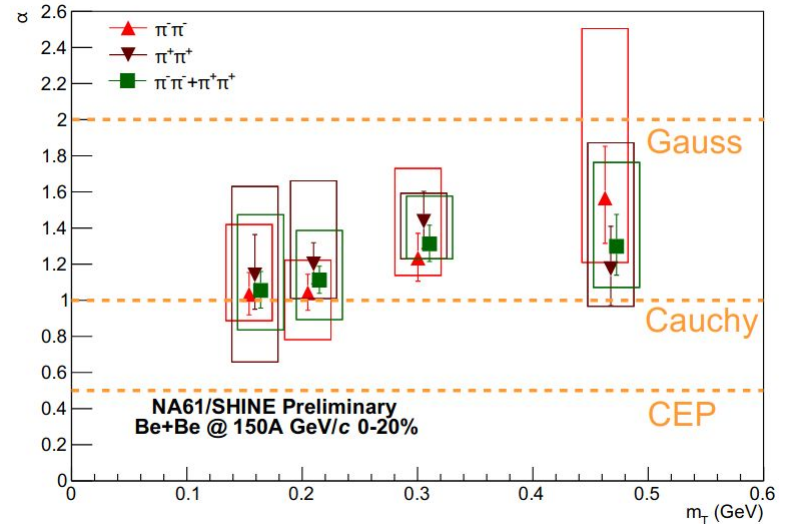 α
2.6
2.4
2.2
2
1.8
1.6
1.4
1.2
1
0.8
0.6
0.4
0.2
0
π⁻π⁻
π⁺π⁺
π⁻π⁻+π⁺π⁺
Gauss
Cauchy
CEP
NA61/SHINE Preliminary
Be+Be @ 150A GeV/c 0-20%
0 0.1 0.2 0.3 0.4 0.5 0.6
m_T (GeV)